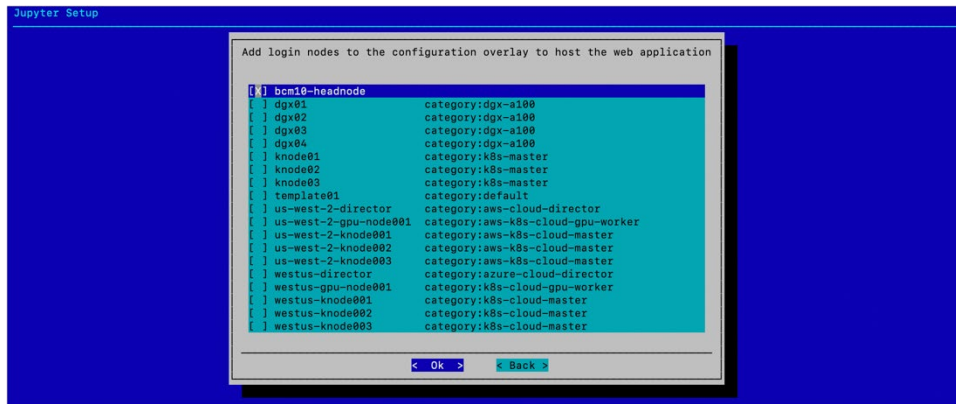 Jupyter Setup
Add login nodes to the configuration overlay to host the web application
[X] bcm10-headnode
[ ] dgx01 category:dgx-a100
[ ] dgx02 category:dgx-a100
[ ] dgx03 category:dgx-a100
[ ] dgx04 category:dgx-a100
[ ] knode01 category:k8s-master
[ ] knode02 category:k8s-master
[ ] knode03 category:k8s-master
[ ] template01 category:default
[ ] us-west-2-director category:aws-cloud-director
[ ] us-west-2-gpu-node001 category:aws-k8s-cloud-gpu-worker
[ ] us-west-2-knode001 category:aws-k8s-cloud-master
[ ] us-west-2-knode002 category:aws-k8s-cloud-master
[ ] us-west-2-knode003 category:aws-k8s-cloud-master
[ ] westus-director category:azure-cloud-director
[ ] westus-gpu-node001 category:k8s-cloud-gpu-worker
[ ] westus-knode001 category:k8s-cloud-master
[ ] westus-knode002 category:k8s-cloud-master
[ ] westus-knode003 category:k8s-cloud-master
< Ok > < Back >